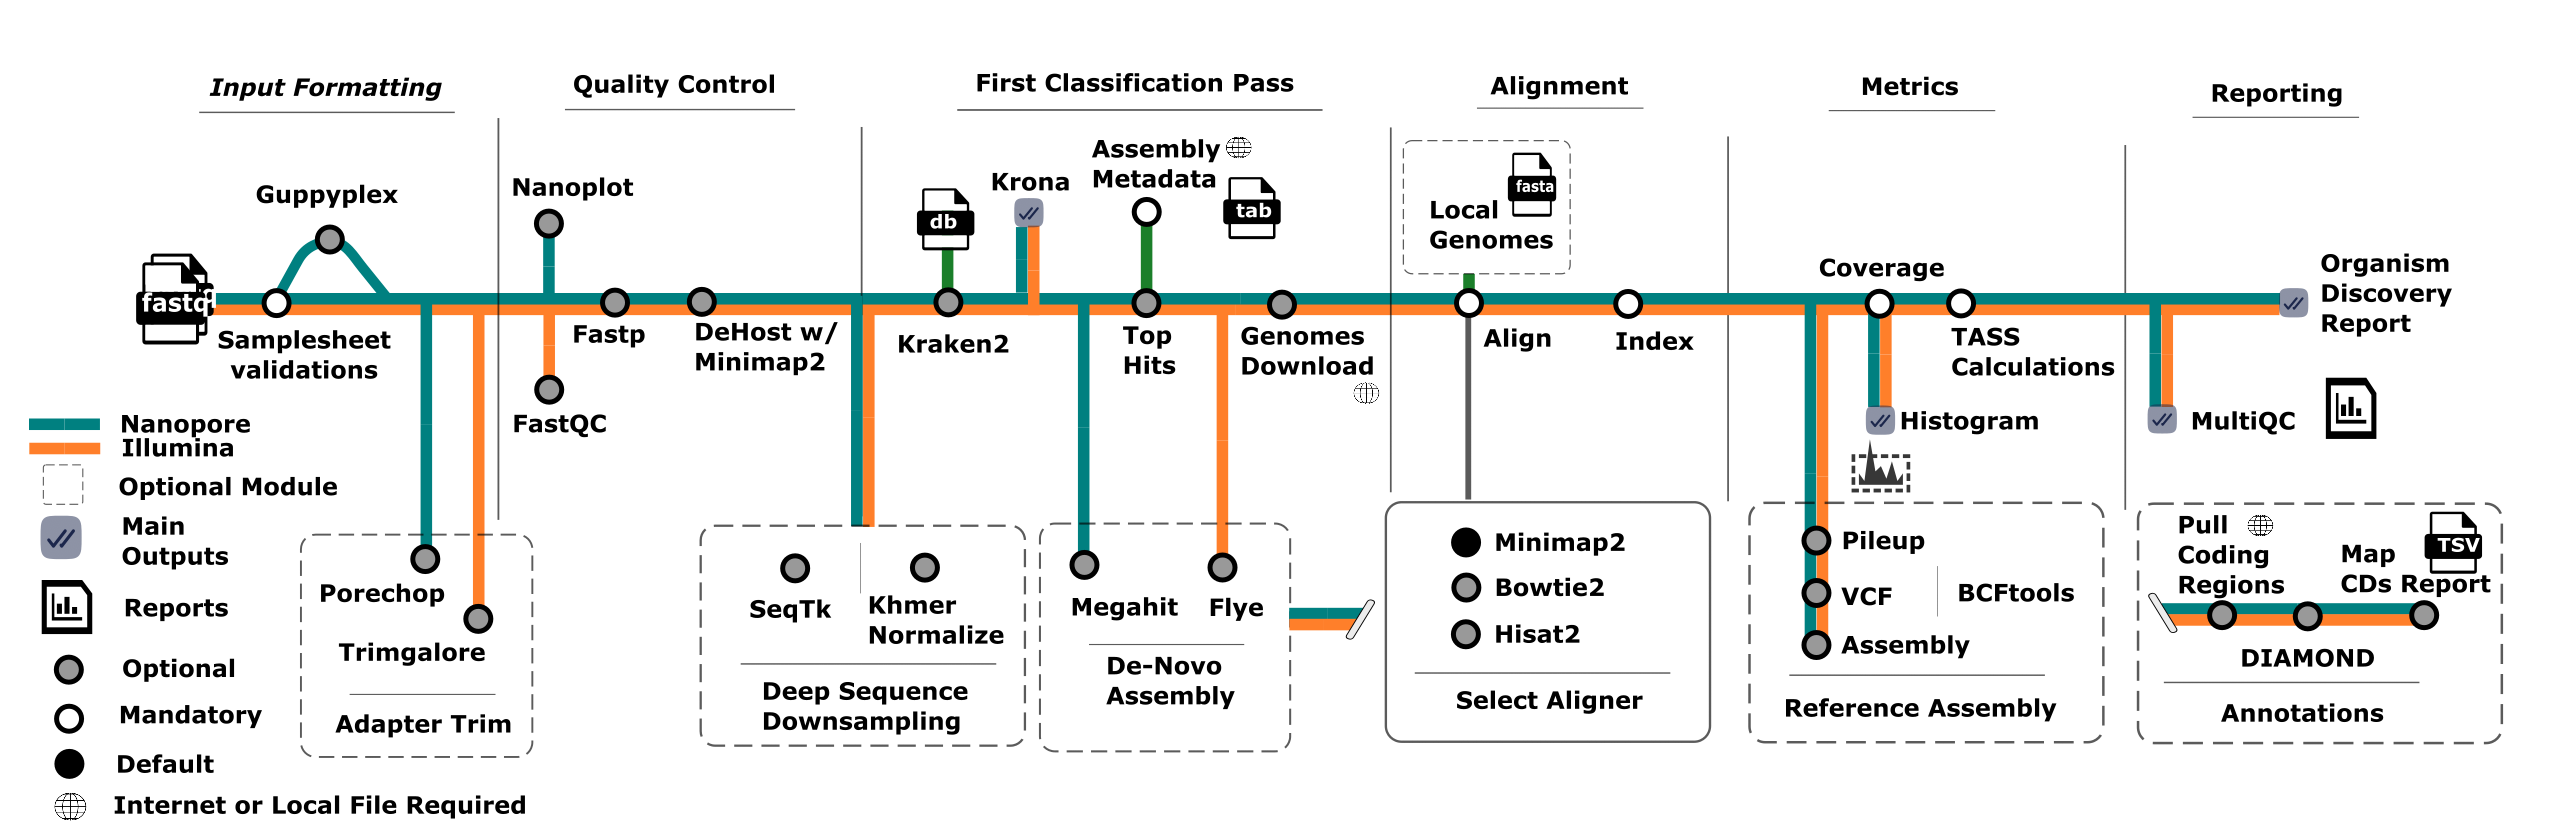 Input Formatting
Quality Control
First Classification Pass
Alignment
Metrics
Reporting
Guppyplex
fastq
Samplesheet
validations
Nanoplot
Fastp
FastQC
DeHost w/
Minimap2
db
Kraken2
Krona
Assembly
Metadata
tab
Top
Hits
Genomes
Download
Local
Genomes
fasta
Align
Index
Coverage
TASS
Calculations
Histogram
Organism
Discovery
Report
MultiQC
Nanopore
Illumina
Optional Module
Main
Outputs
Reports
Optional
Mandatory
Default
Internet or Local File Required
Porechop
Trimgalore
Adapter Trim
SeqTk
Khmer
Normalize
Deep Sequence
Downsampling
Megahit
Flye
De-Novo
Assembly
Minimap2
Bowtie2
Hisat2
Select Aligner
Pileup
VCF
BCFtools
Assembly
Reference Assembly
Pull
Coding
Regions
Map
CDs Report
TSV
DIAMOND
Annotations